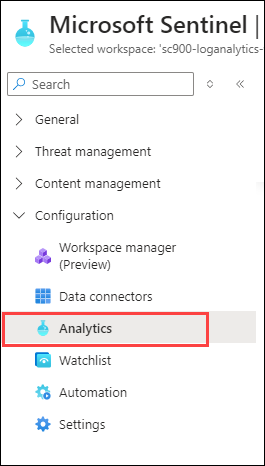 Microsoft Sentinel |
Selected workspace: 'sc900-loganalytics-
Search
General
Threat management
Content management
Configuration
Workspace manager
(Preview)
Data connectors
Analytics
Watchlist
Automation
Settings